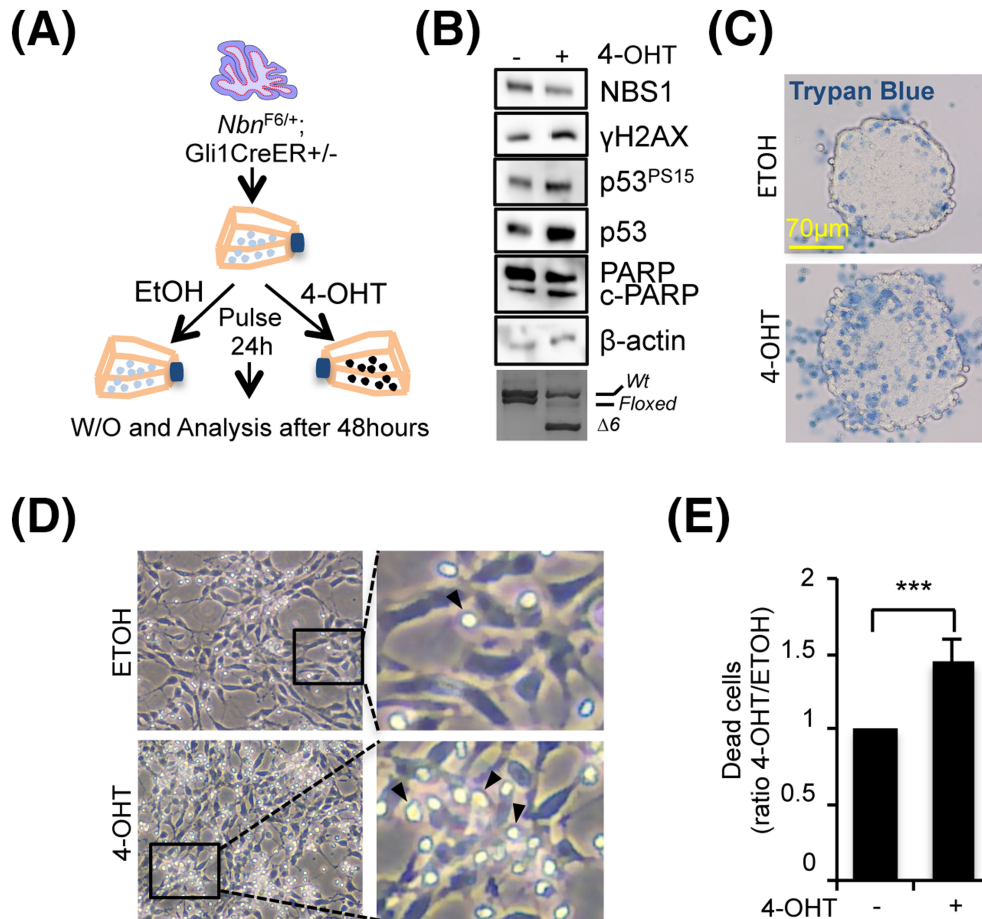 (A)
Nbn^F6/+;
Gli1CreER+/-
EtOH
4-OHT
Pulse
24h
W/O and Analysis after 48hours
(B)
- + 4-OHT
NBS1
γH2AX
p53^PS15
p53
PARP
c-PARP
β-actin
Wt
Floxed
Δ6
(C)
Trypan Blue
ETOH
70μm
4-OHT
(D)
ETOH
4-OHT
(E)
Dead cells
(ratio 4-OHT/ETOH)
2
1.5
1
0.5
0
***
4-OHT - +